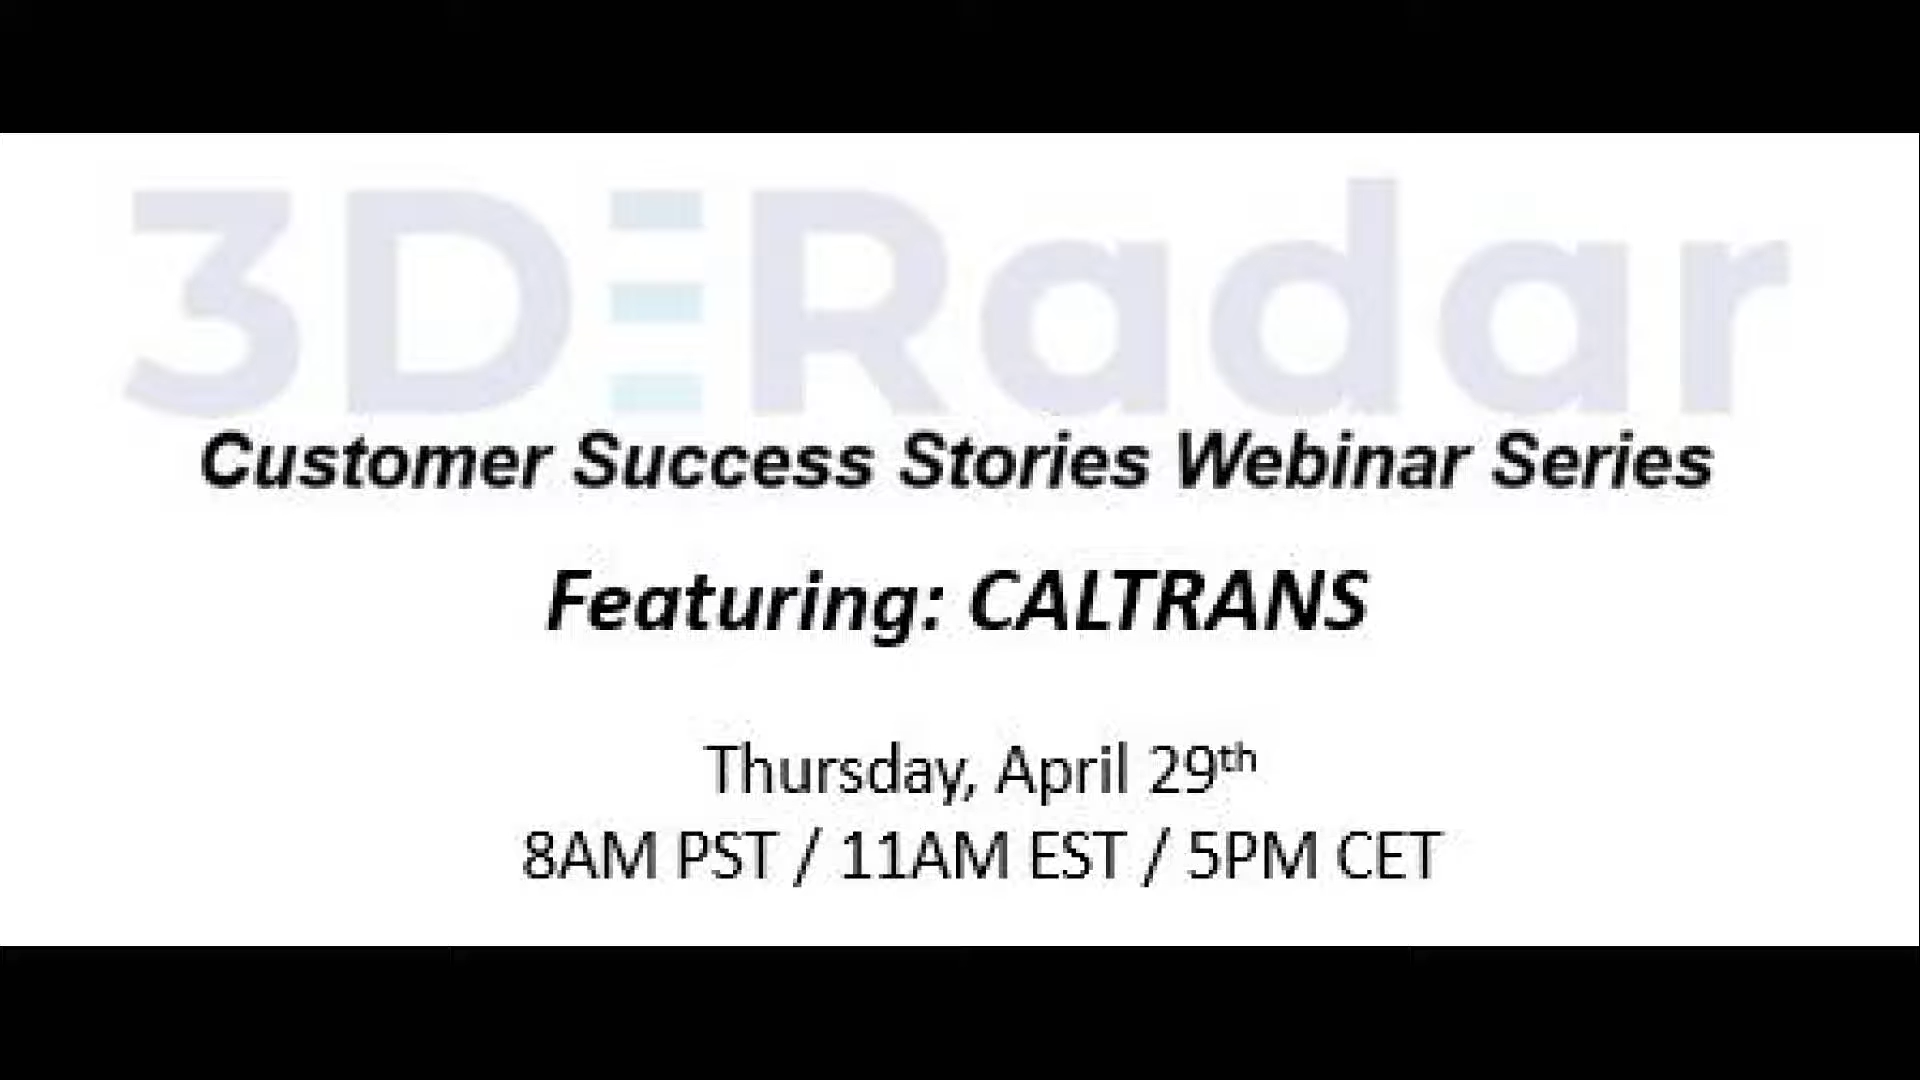 3D Radar
Customer Success Stories Webinar Series
Featuring: CALTRANS
Thursday, April 29th
8AM PST / 11AM EST / 5PM CET